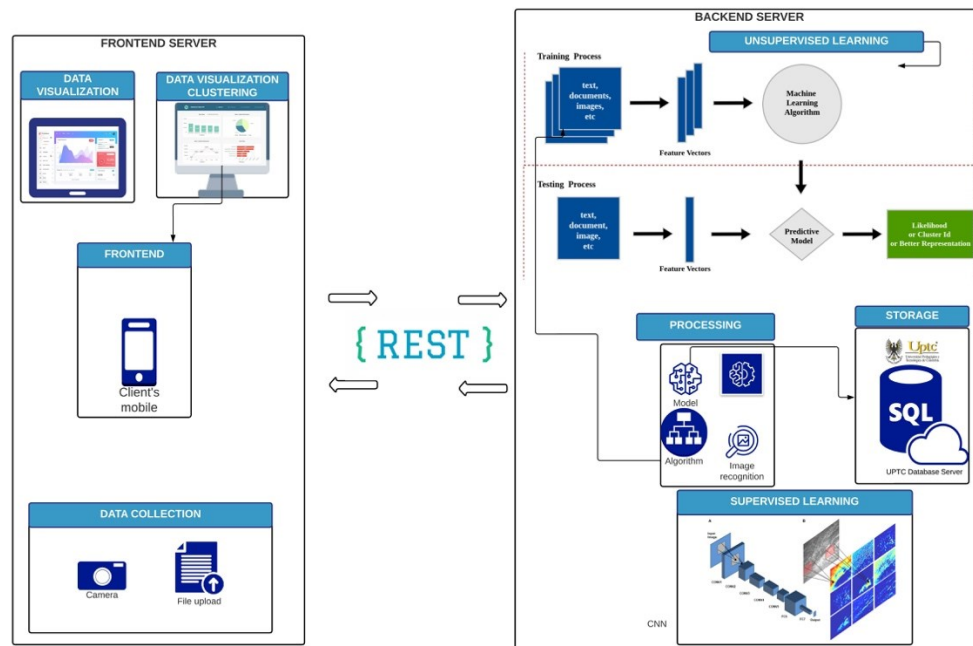 FRONTEND SERVER
DATA
VISUALIZATION
DATA VISUALIZATION
CLUSTERING
FRONTEND
Client's
mobile
DATA COLLECTION
Camera
File upload
{ REST }
BACKEND SERVER
UNSUPERVISED LEARNING
Training Process
text,
documents,
images,
etc
Feature Vectors
Machine
Learning
Algorithm
Testing Process
text,
document,
image,
etc
Feature Vectors
Predictive
Model
Likelihood
or Cluster Id
or Better Representation
PROCESSING
Model
Algorithm
Image
recognition
STORAGE
Uptc
SQL
UPTC Database Server
SUPERVISED LEARNING
A
B
CNN